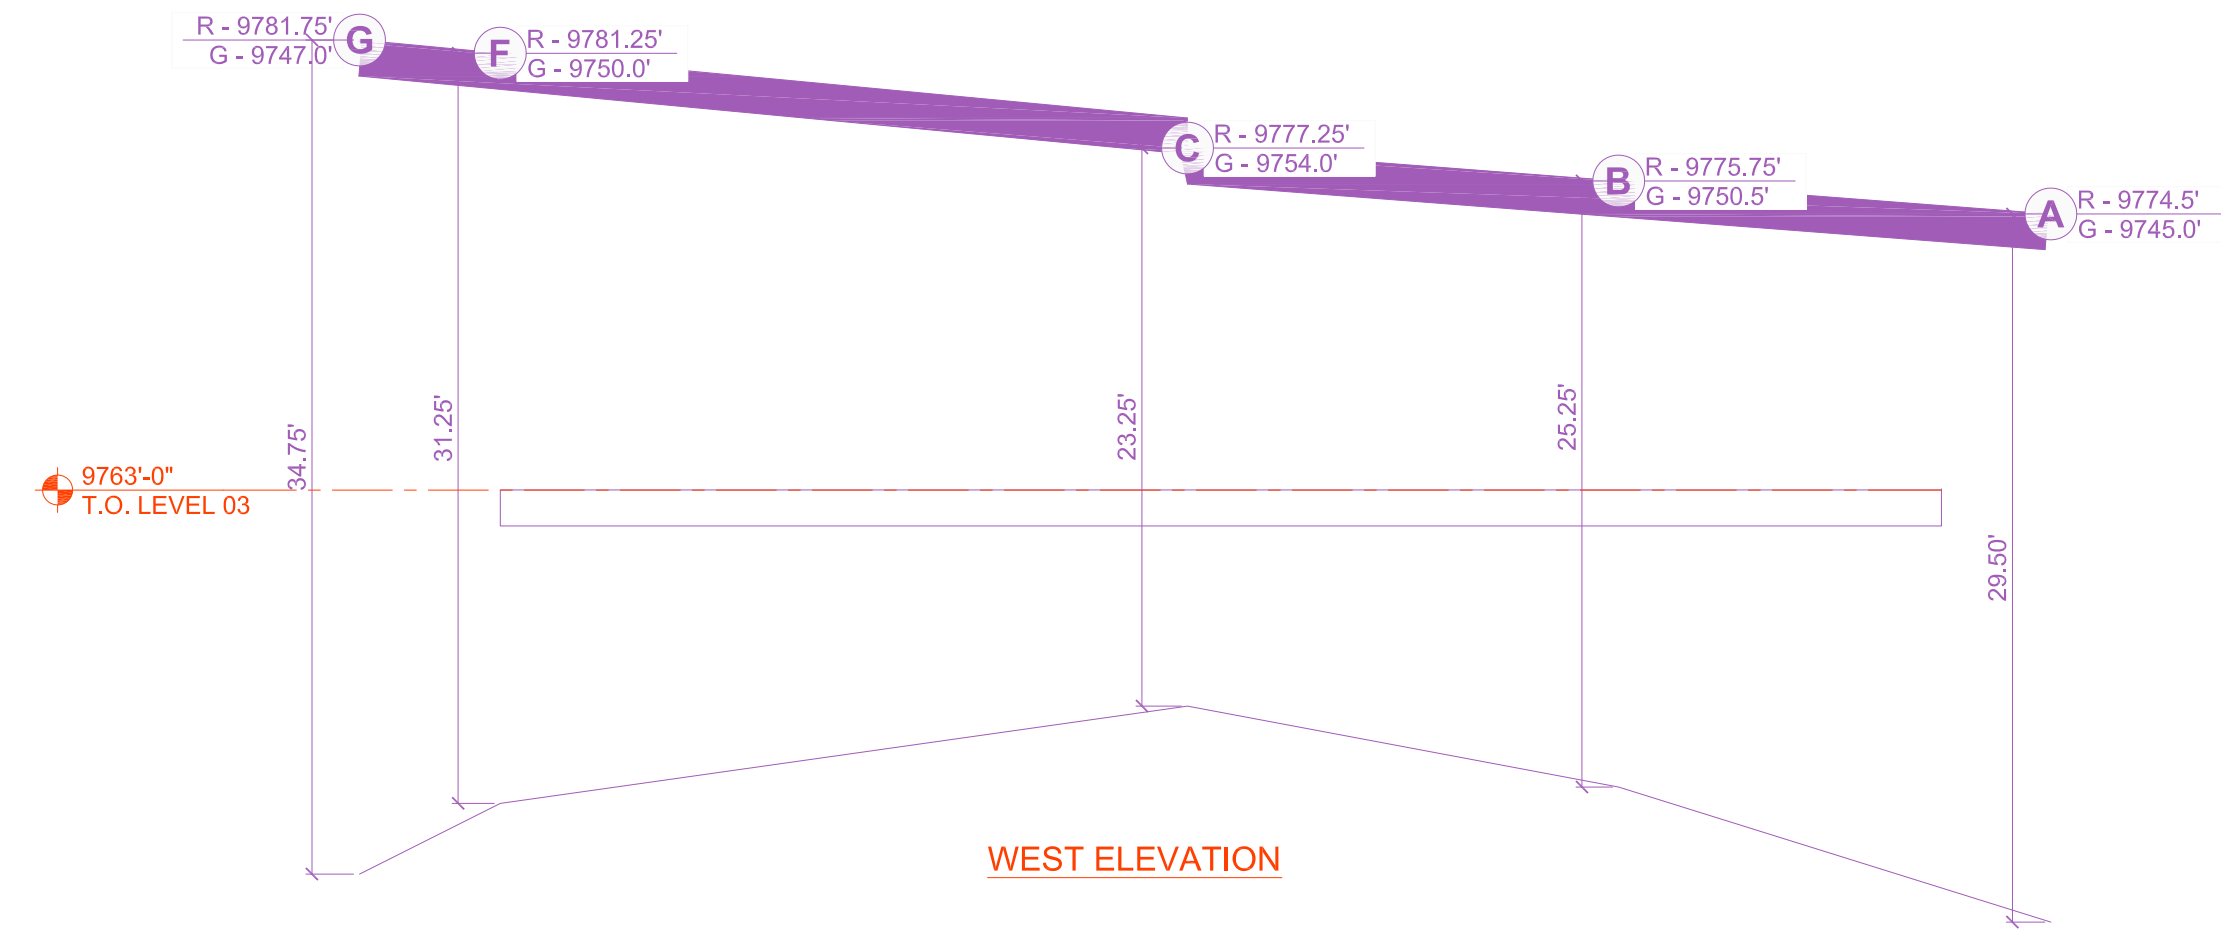 R - 9781.75'
G - 9747.0'
G
F
R - 9781.25'
G - 9750.0'
C
R - 9777.25'
G - 9754.0'
B
R - 9775.75'
G - 9750.5'
A
R - 9774.5'
G - 9745.0'
34.75'
31.25'
23.25'
25.25'
29.50'
9763'-0"
T.O. LEVEL 03
WEST ELEVATION